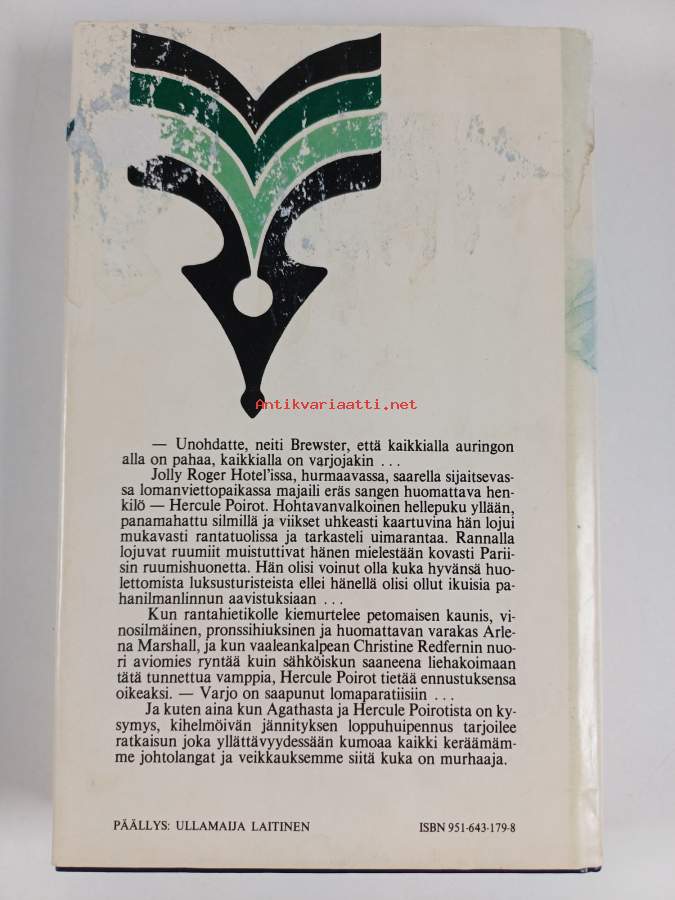 Antikvariaatti.net
— Unohdatte, neiti Brewster, että kaikkialla auringon
alla on pahaa, kaikkialla on varjojakin . . .
Jolly Roger Hotel'issa, hurmaavassa, saarella sijaitsevas-
sa lomanviettopaikassa majaili eräs sangen huomattava hen-
kilö — Hercule Poirot. Hohtavanvalkoinen hellepuku yllään,
panamahattu silmillä ja viikset uhkeasti kaartuvina hän lojui
mukavasti rantatuolissa ja tarkasteli uimarantaa. Rannalla
lojuvat ruumiit muistuttivat hänen mielestään kovasti Parii-
sin ruumishuonetta. Hän olisi voinut olla kuka hyvänsä huo-
lettomista luksusturisteista ellei hänellä olisi ollut ikuisia pa-
hanilmanlinnun aavistuksiaan . . .
Kun rantahietikolle kiemurtelee petomaisen kaunis, vi-
nosilmäinen, pronssihiuksinen ja huomattavan varakas Arle-
na Marshall, ja kun vaaleankalpean Christine Redfernin nuo-
ri aviomies ryntää kuin sähköiskun saaneena liehakoimaan
tätä tunnettua vamppia, Hercule Poirot tietää ennustuksensa
oikeaksi. — Varjo on saapunut lomaparatiisiin . . .
Ja kuten aina kun Agathasta ja Hercule Poirotista on ky-
symys, kihelmöivän jännityksen loppuhuipennus tarjoilee
ratkaisun joka yllättävyydessään kumoaa kaikki keräämäm-
me johtolangat ja veikkauksemme siitä kuka on murhaaja.
PÄÄLLYS: ULLAMAIJA LAITINEN
ISBN 951-643-179-8